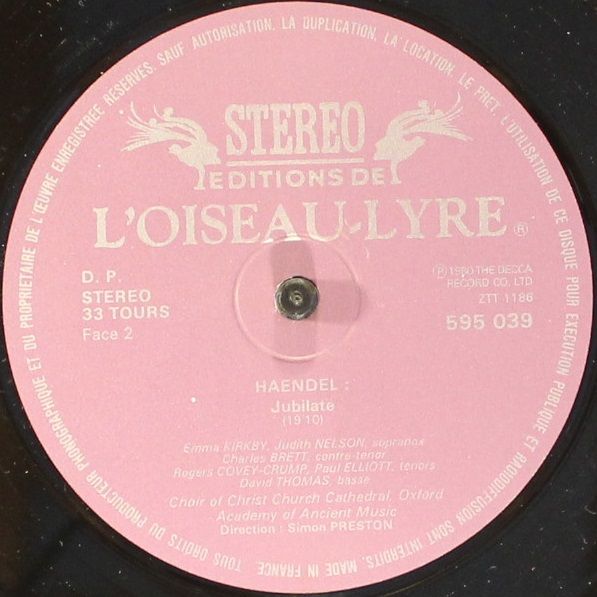 TOUS DROITS DU PRODUCTEUR PHONOGRAPHIQUE ET DU PROPRIETAIRE DE L'ŒUVRE ENREGISTREE RESERVES. SAUF AUTORISATION, LA DUPLICATION, LA LOCATION, LE PRET, L'UTILISATION DE CE DISQUE POUR EXECUTION PUBLIQUE ET RADIODIFFUSION SONT INTERDITS. MADE IN FRANCE.
STEREO
EDITIONS DE
L'OISEAU-LYRE ®
D. P.
STEREO
33 TOURS
Face 2
℗ 1980 THE DECCA
RECORD CO. LTD
ZTT 1186
595 039
HAENDEL :
Jubilate
(19'10)
Emma KIRKBY, Judith NELSON, sopranos
Charles BRETT, contre-tenor
Rogers COVEY-CRUMP, Paul ELLIOTT, tenors
David THOMAS, basse
Choir of Christ Church Cathedral, Oxford
Academy of Ancient Music
Direction : Simon PRESTON